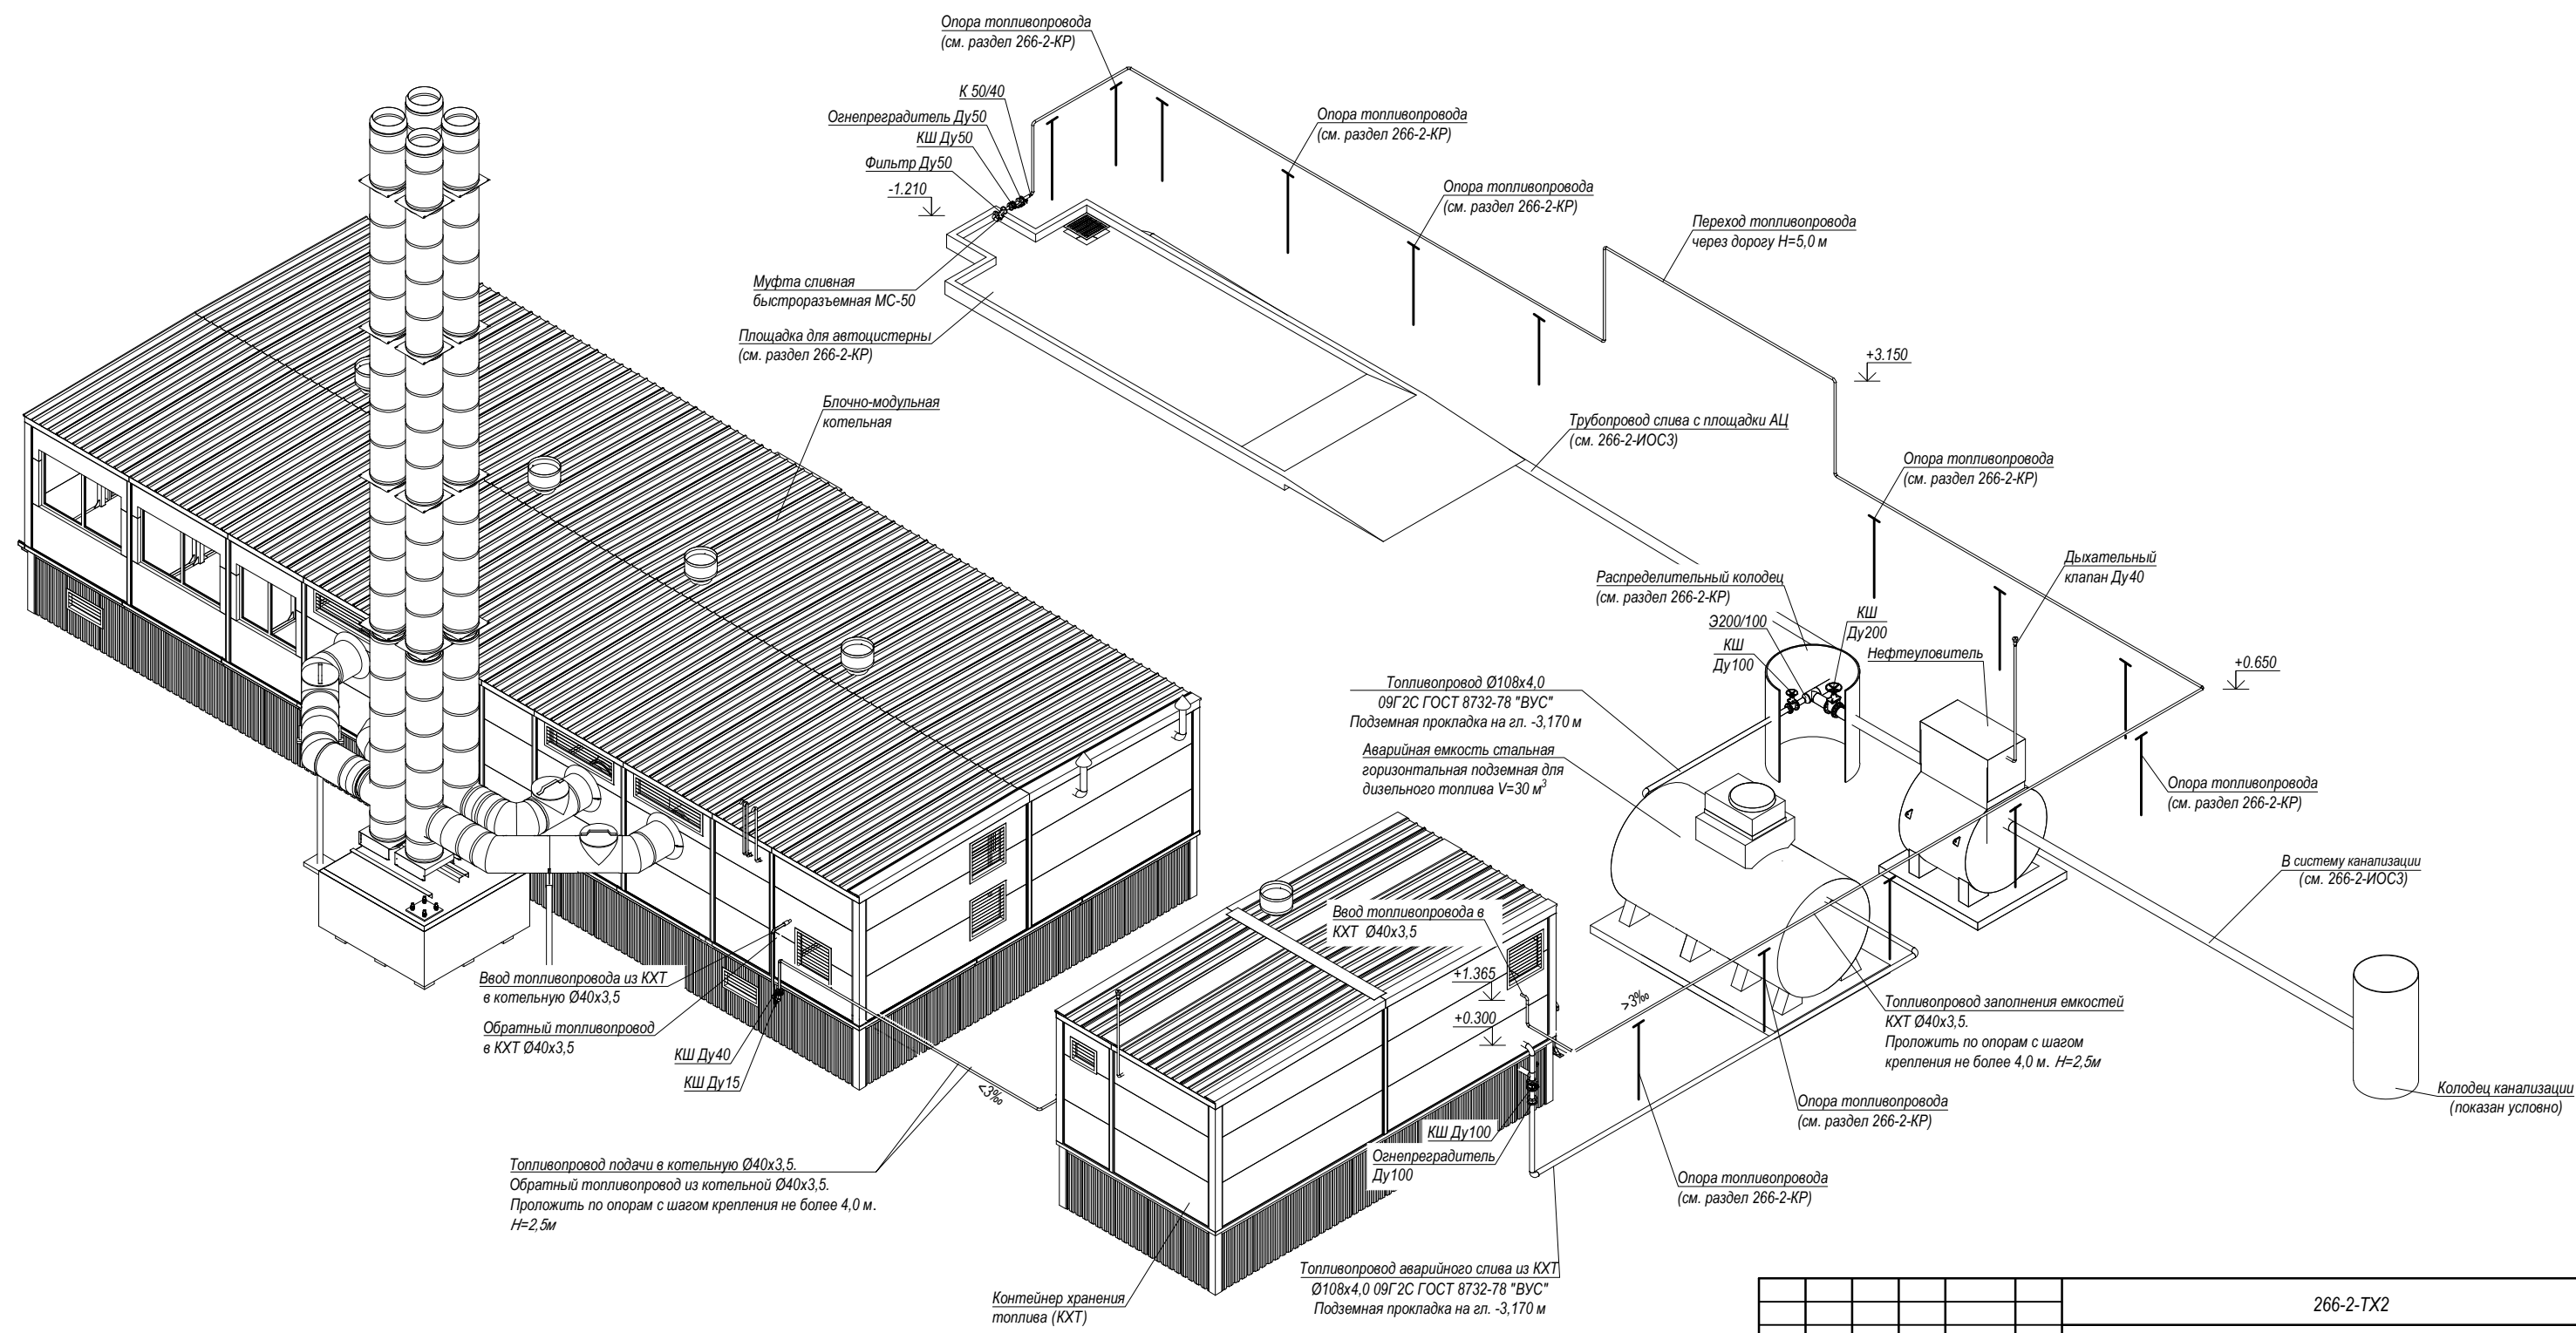 Опора топливопровода
(см. раздел 266-2-КР)
К 50/40
Огнепреградитель Ду50
КШ Ду50
Фильтр Ду50
-1.210
Опора топливопровода
(см. раздел 266-2-КР)
Опора топливопровода
(см. раздел 266-2-КР)
Переход топливопровода
через дорогу Н=5,0 м
Муфта сливная
быстроразъемная МС-50
Площадка для автоцистерны
(см. раздел 266-2-КР)
+3.150
Блочно-модульная
котельная
Трубопровод слива с площадки АЦ
(см. 266-2-ИОС3)
Опора топливопровода
(см. раздел 266-2-КР)
Дыхательный
клапан Ду40
Распределительный колодец
(см. раздел 266-2-КР)
КШ
Ду200
Э200/100
КШ
Ду100
Нефтеуловитель
+0.650
Топливопровод Ø108х4,0
09Г2С ГОСТ 8732-78 "ВУС"
Подземная прокладка на гл. -3,170 м
Аварийная емкость стальная
горизонтальная подземная для
дизельного топлива V=30 м³
Опора топливопровода
(см. раздел 266-2-КР)
В систему канализации
(см. 266-2-ИОС3)
Ввод топливопровода в
КХТ Ø40х3,5
+1.365
+0.300
>3‰
Ввод топливопровода из КХТ
в котельную Ø40х3,5
Обратный топливопровод
в КХТ Ø40х3,5
КШ Ду40
КШ Ду15
<3‰
Топливопровод заполнения емкостей
КХТ Ø40х3,5.
Проложить по опорам с шагом
крепления не более 4,0 м. Н=2,5м
Колодец канализации
(показан условно)
Опора топливопровода
(см. раздел 266-2-КР)
КШ Ду100
Огнепреградитель
Ду100
Опора топливопровода
(см. раздел 266-2-КР)
Топливопровод подачи в котельную Ø40х3,5.
Обратный топливопровод из котельной Ø40х3,5.
Проложить по опорам с шагом крепления не более 4,0 м.
Н=2,5м
Топливопровод аварийного слива из КХТ
Ø108х4,0 09Г2С ГОСТ 8732-78 "ВУС"
Подземная прокладка на гл. -3,170 м
Контейнер хранения
топлива (КХТ)
266-2-ТХ2